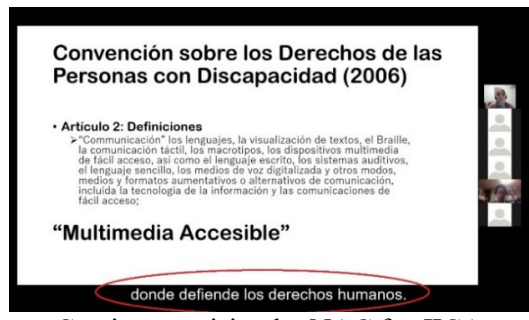 Convención sobre los Derechos de las
Personas con Discapacidad (2006)
• Artículo 2: Definiciones
➢“Communicación” los lenguajes, la visualización de textos, el Braille,
la comunicación táctil, los macrotipos, los dispositivos multimedia
de fácil acceso, así como el lenguaje escrito, los sistemas auditivos,
el lenguaje sencillo, los medios de voz digitalizada y otros modos,
medios y formatos aumentativos o alternativos de comunicación,
incluida la tecnología de la información y las comunicaciones de
fácil acceso;
“Multimedia Accesible”
donde defiende los derechos humanos.